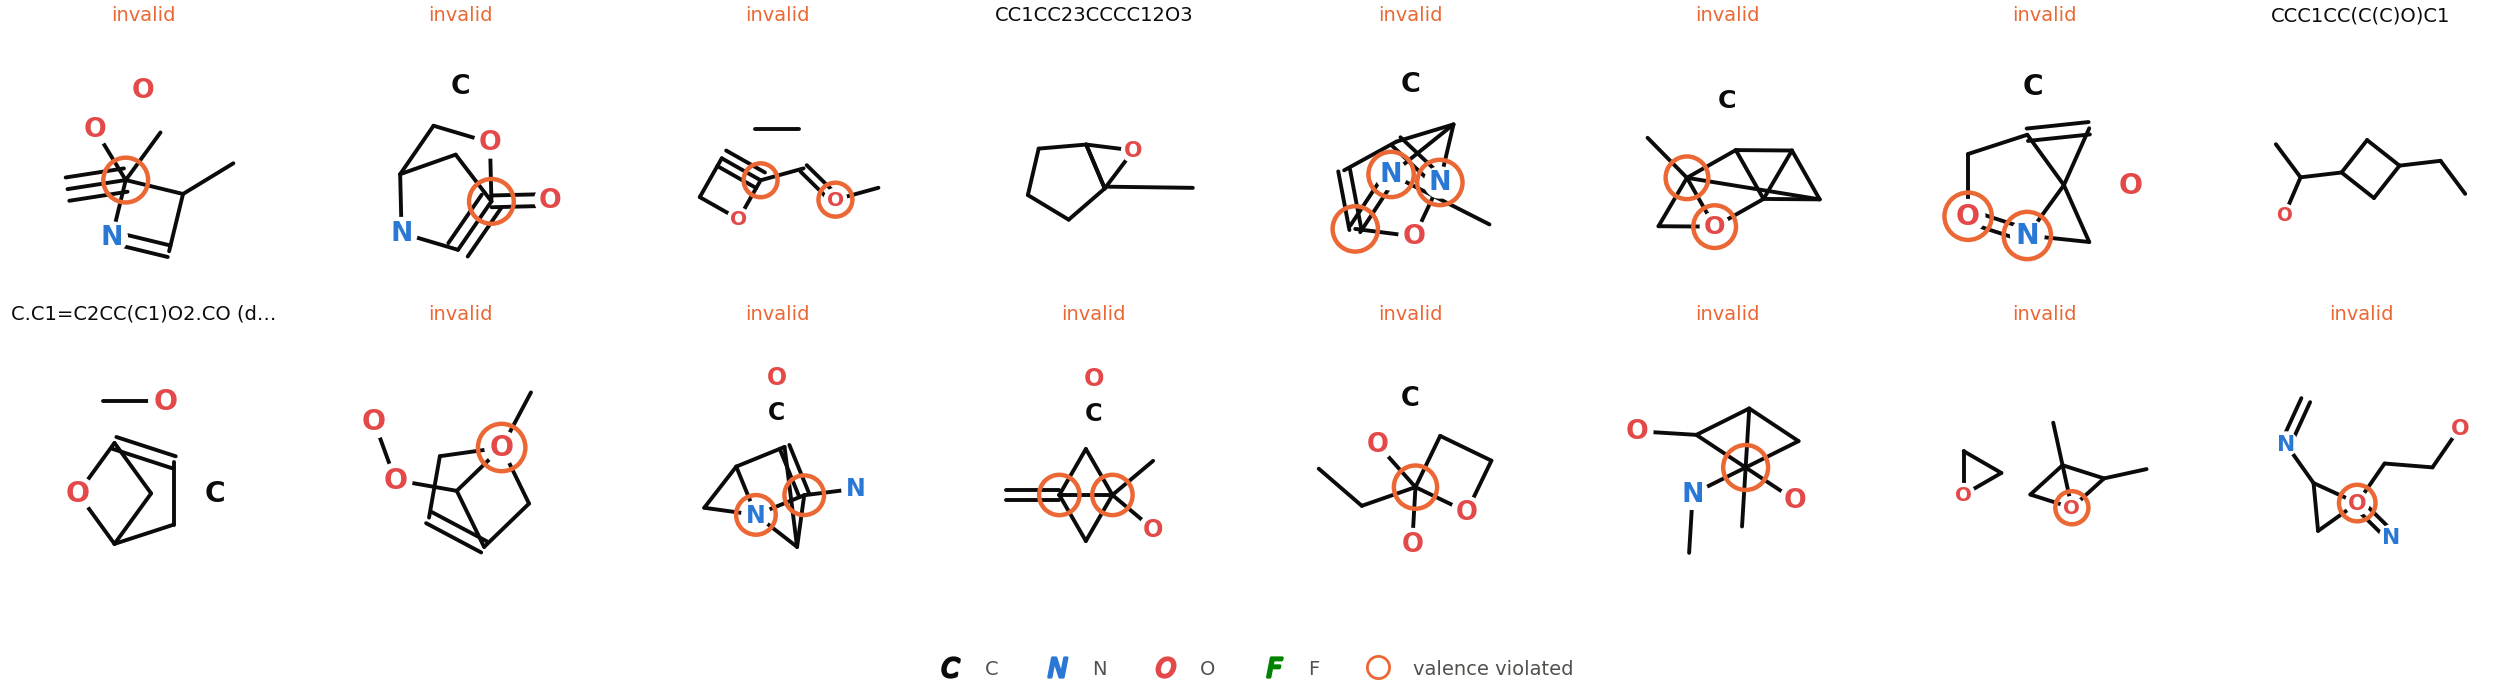 invalid invalid invalid CC1CC23CCCC12O3 invalid invalid invalid CCC1CC(C(C)O)C1
O C C C C
O O N N N O O
N N O O O O O N O
C.C1=C2CC(C1)O2.CO (d... invalid invalid invalid invalid invalid invalid invalid
O O O C C C O O N O
O C O O N N O O O O N O O O O N
C C N N O O F F valence violated